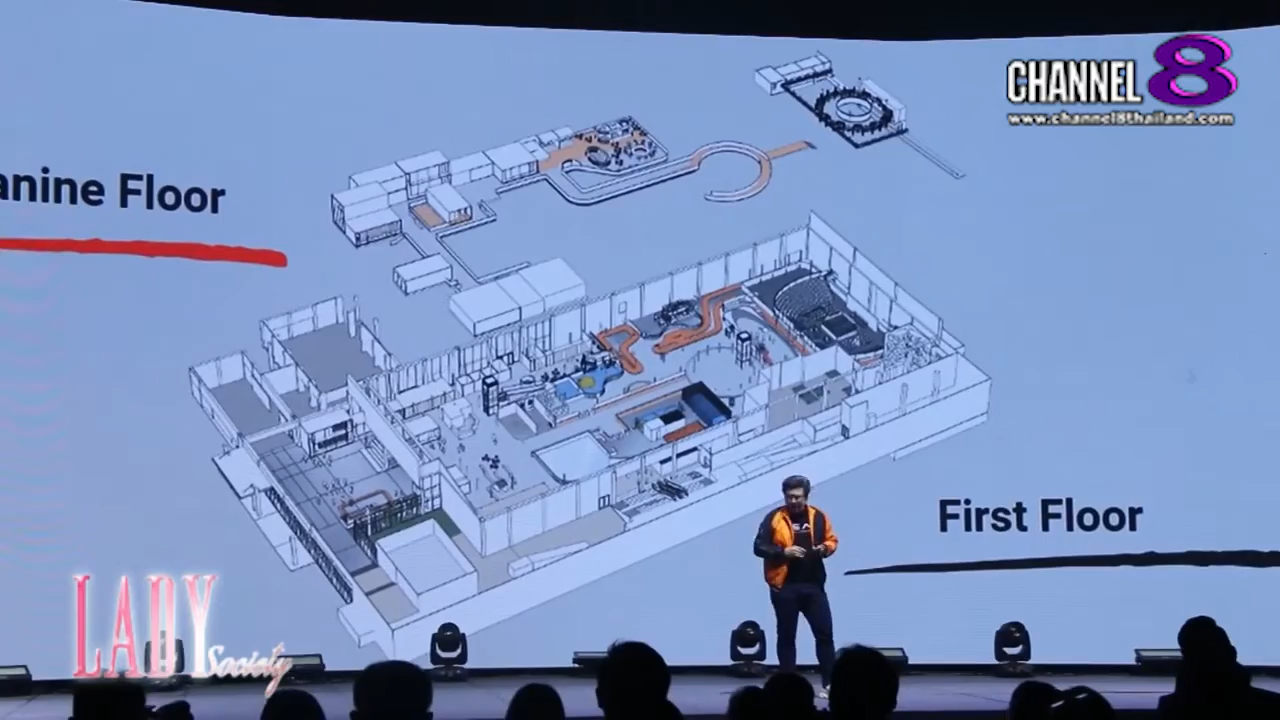 CHANNEL 8
www.channel8thailand.com
anine Floor
First Floor
LADY
Society